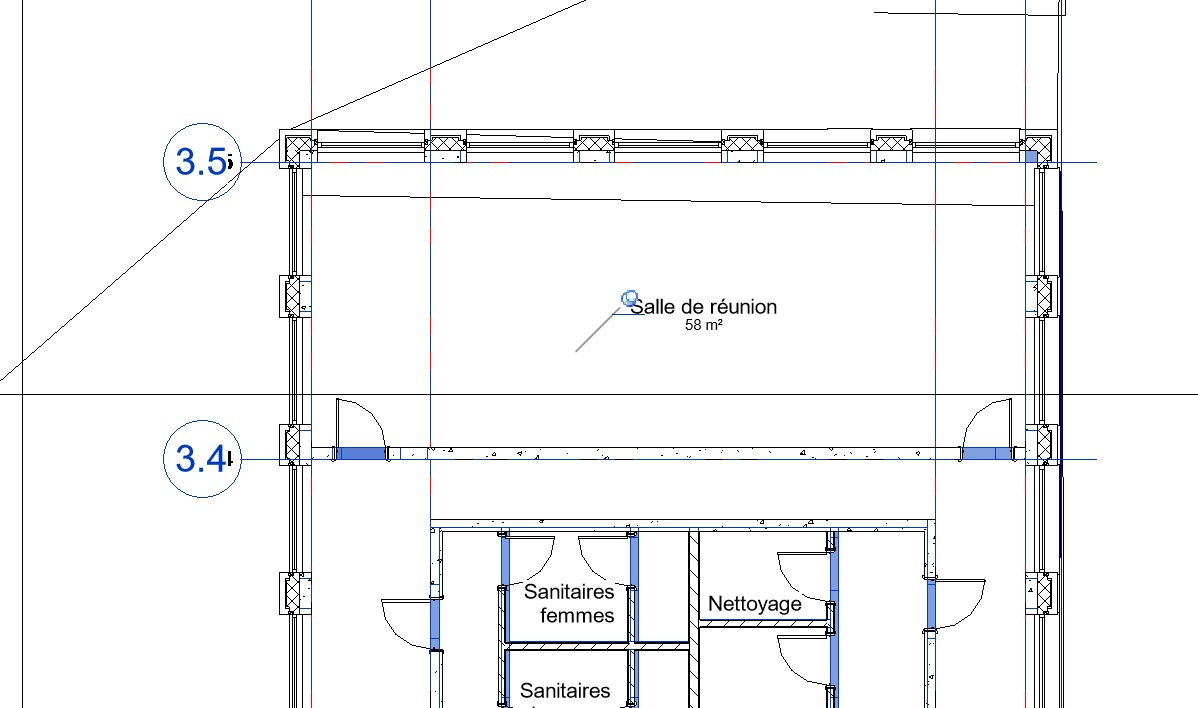 3.5
Salle de réunion
58 m²
3.4
Sanitaires
femmes
Nettoyage
Sanitaires